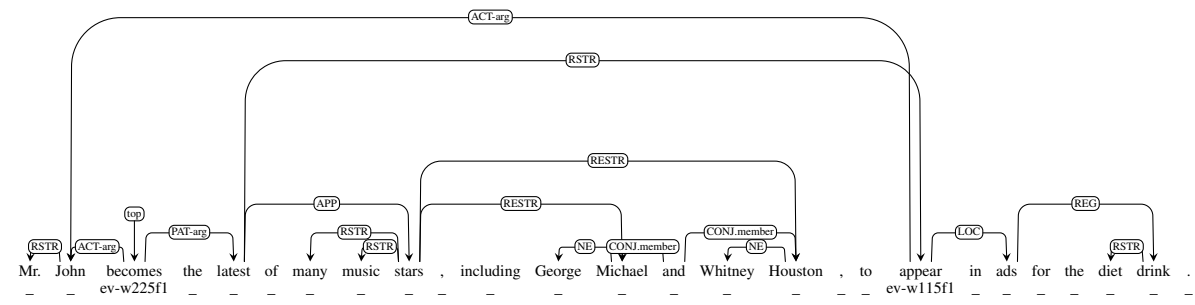 ACT-arg
RSTR
RESTR
APP RESTR REG
top
PAT-arg RSTR CONJ.member LOC
RSTR ACT-arg RSTR NE CONJ.member NE RSTR
Mr. John becomes the latest of many music stars , including George Michael and Whitney Houston , to appear in ads for the diet drink .
_ _ ev-w225f1 _ _ _ _ _ _ _ _ _ _ _ _ _ _ _ ev-w115f1 _ _ _ _ _ _ _